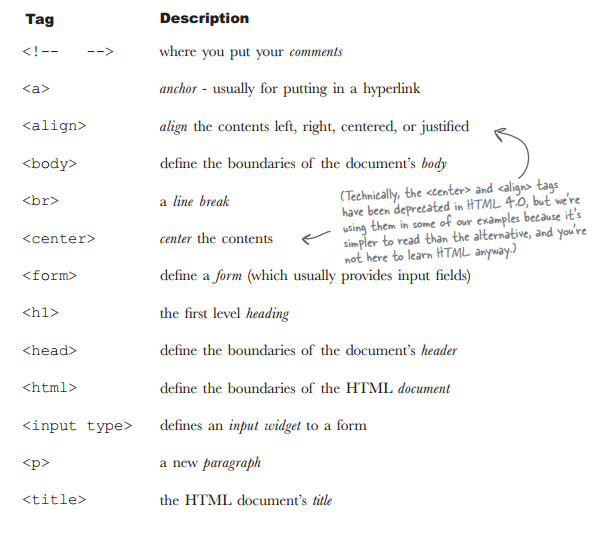 Tag Description
<!-- --> where you put your comments
<a> anchor - usually for putting in a hyperlink
<align> align the contents left, right, centered, or justified
<body> define the boundaries of the document's body
<br> a line break
(Technically, the <center> and <align> tags
have been deprecated in HTML 4.0, but we're
using them in some of our examples because it's
simpler to read than the alternative, and you're
not here to learn HTML anyway.)
<center> center the contents
<form> define a form (which usually provides input fields)
<h1> the first level heading
<head> define the boundaries of the document's header
<html> define the boundaries of the HTML document
<input type> defines an input widget to a form
<p> a new paragraph
<title> the HTML document's title